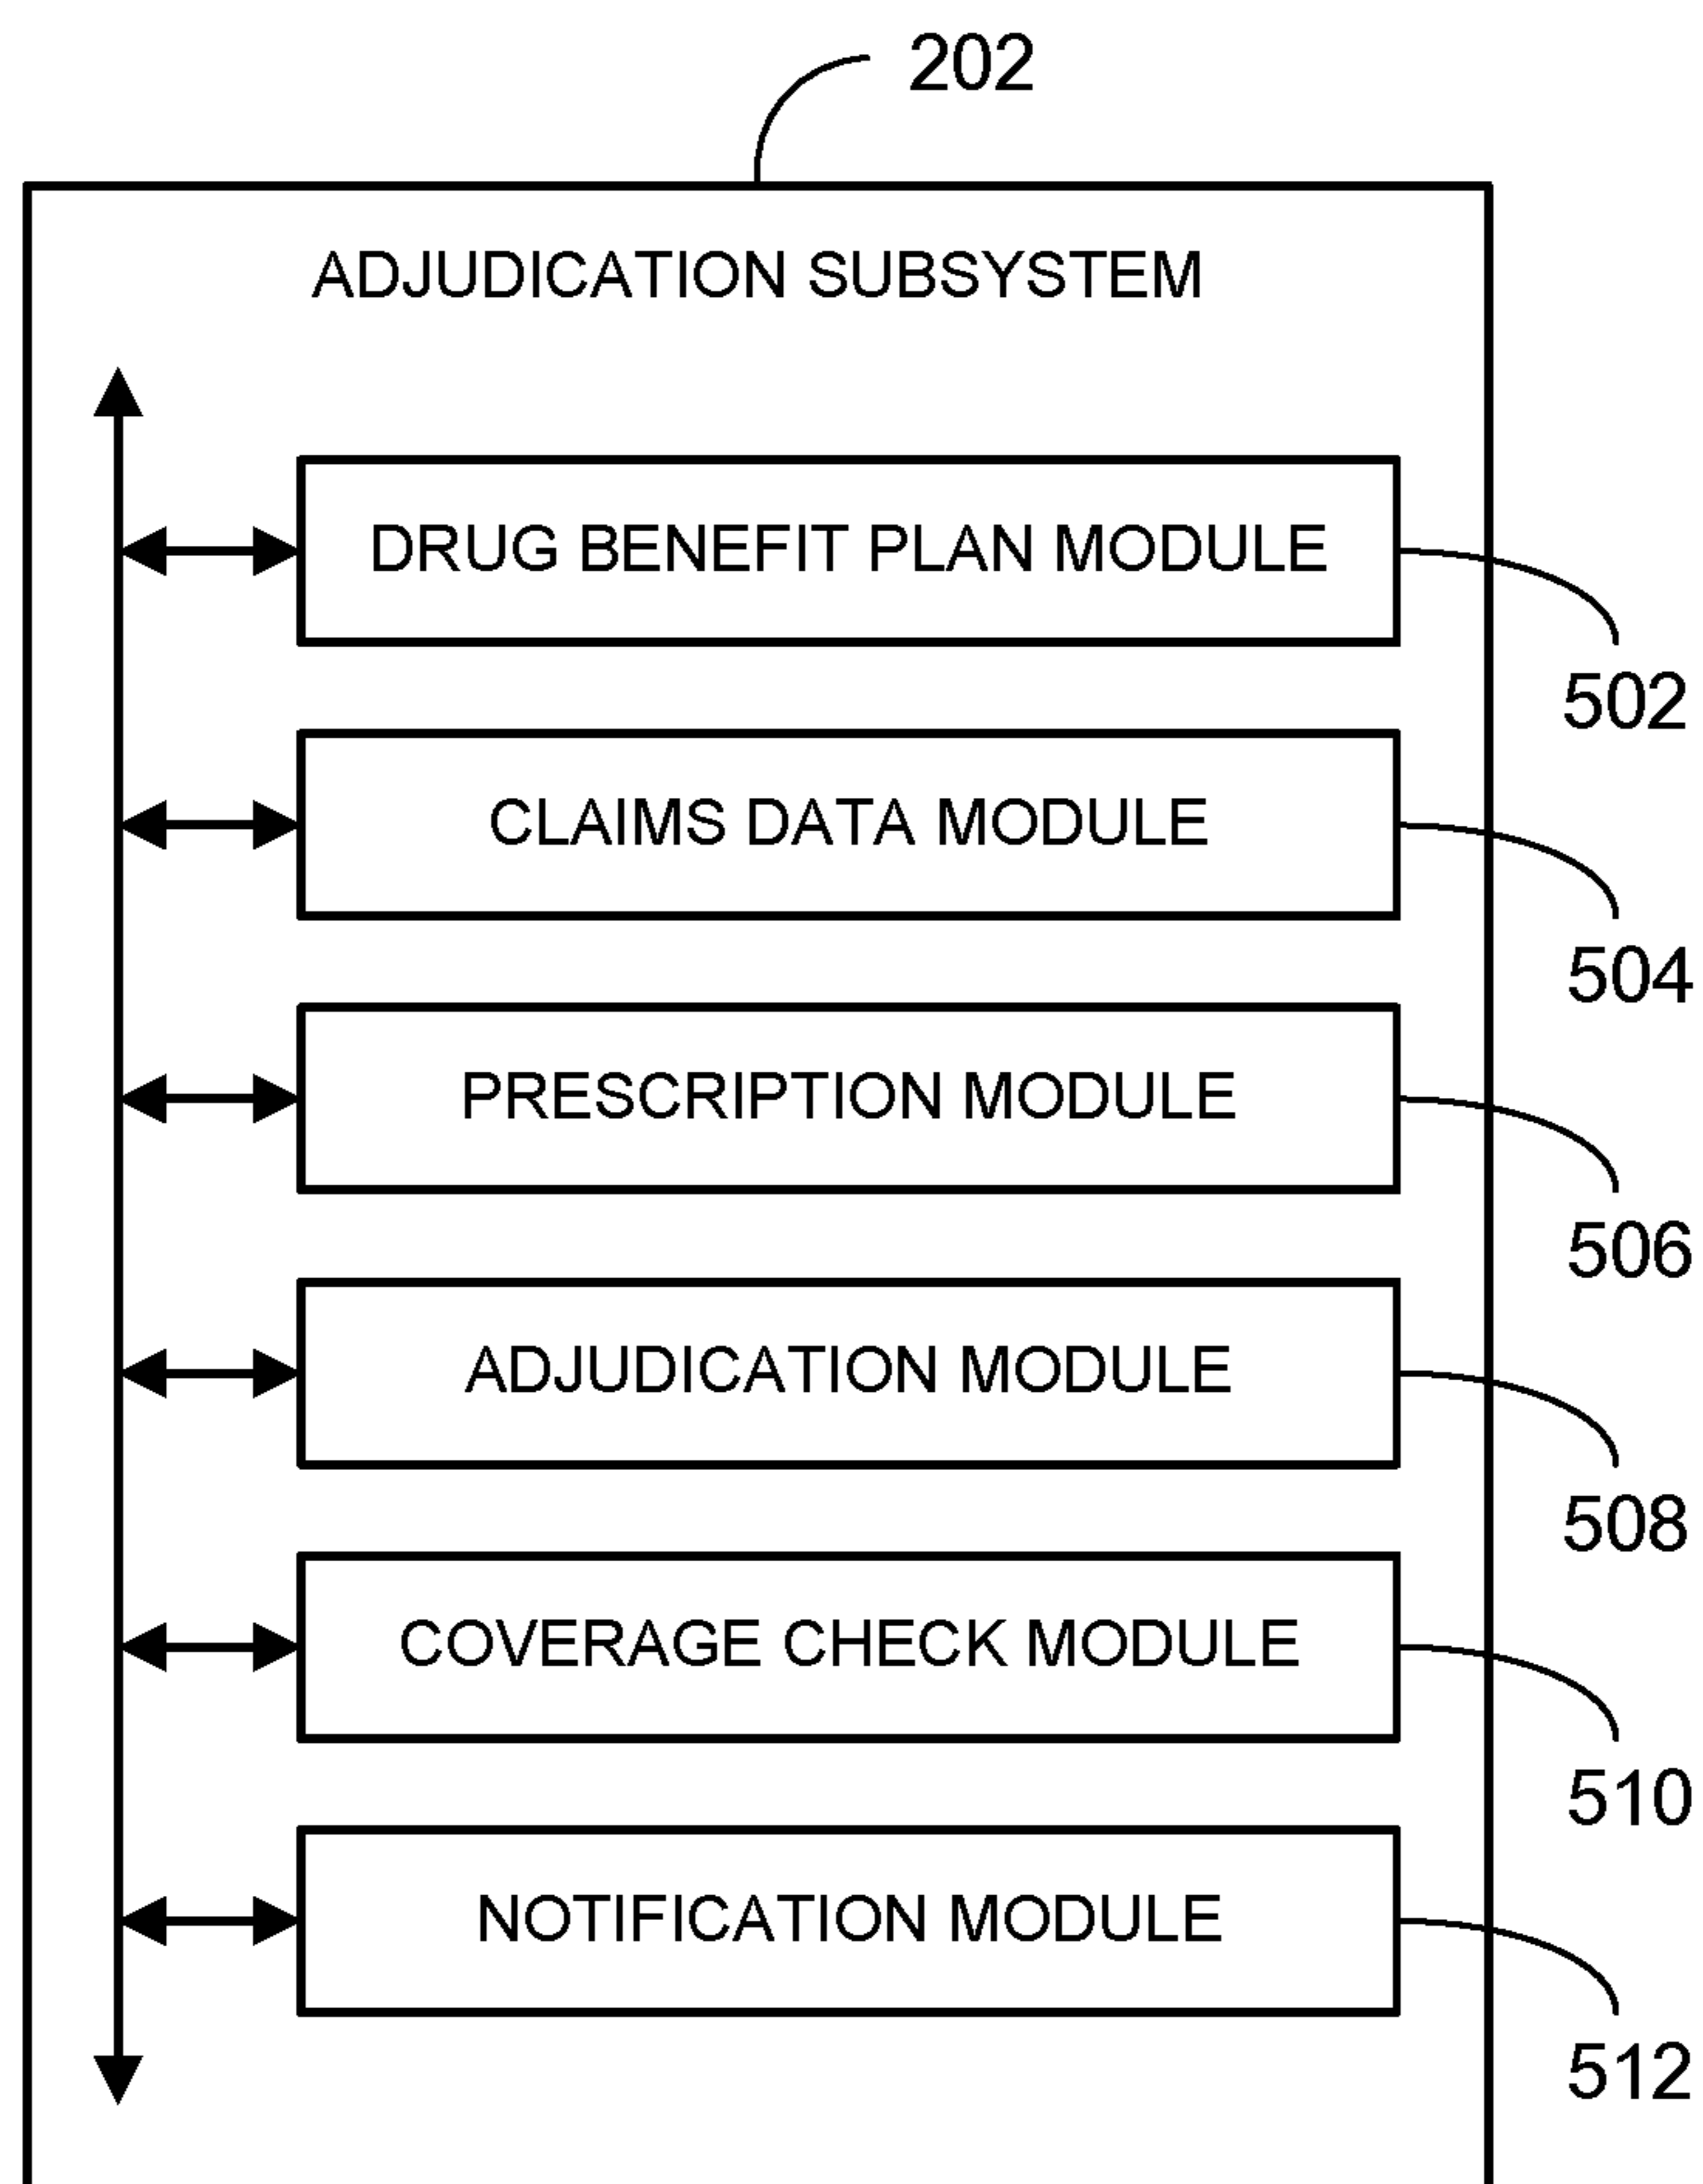 202
ADJUDICATION SUBSYSTEM
DRUG BENEFIT PLAN MODULE
502
CLAIMS DATA MODULE
504
PRESCRIPTION MODULE
506
ADJUDICATION MODULE
508
COVERAGE CHECK MODULE
510
NOTIFICATION MODULE
512